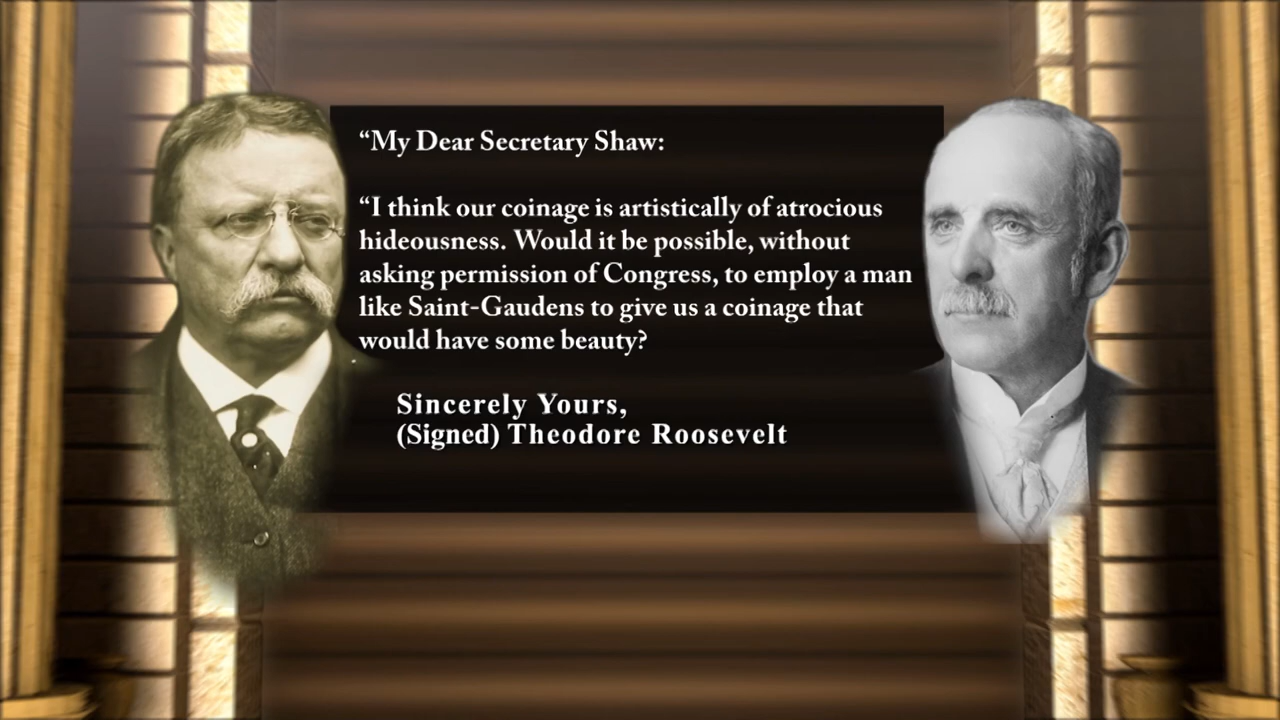 “My Dear Secretary Shaw:
“I think our coinage is artistically of atrocious
hideousness. Would it be possible, without
asking permission of Congress, to employ a man
like Saint-Gaudens to give us a coinage that
would have some beauty?
Sincerely Yours,
(Signed) Theodore Roosevelt